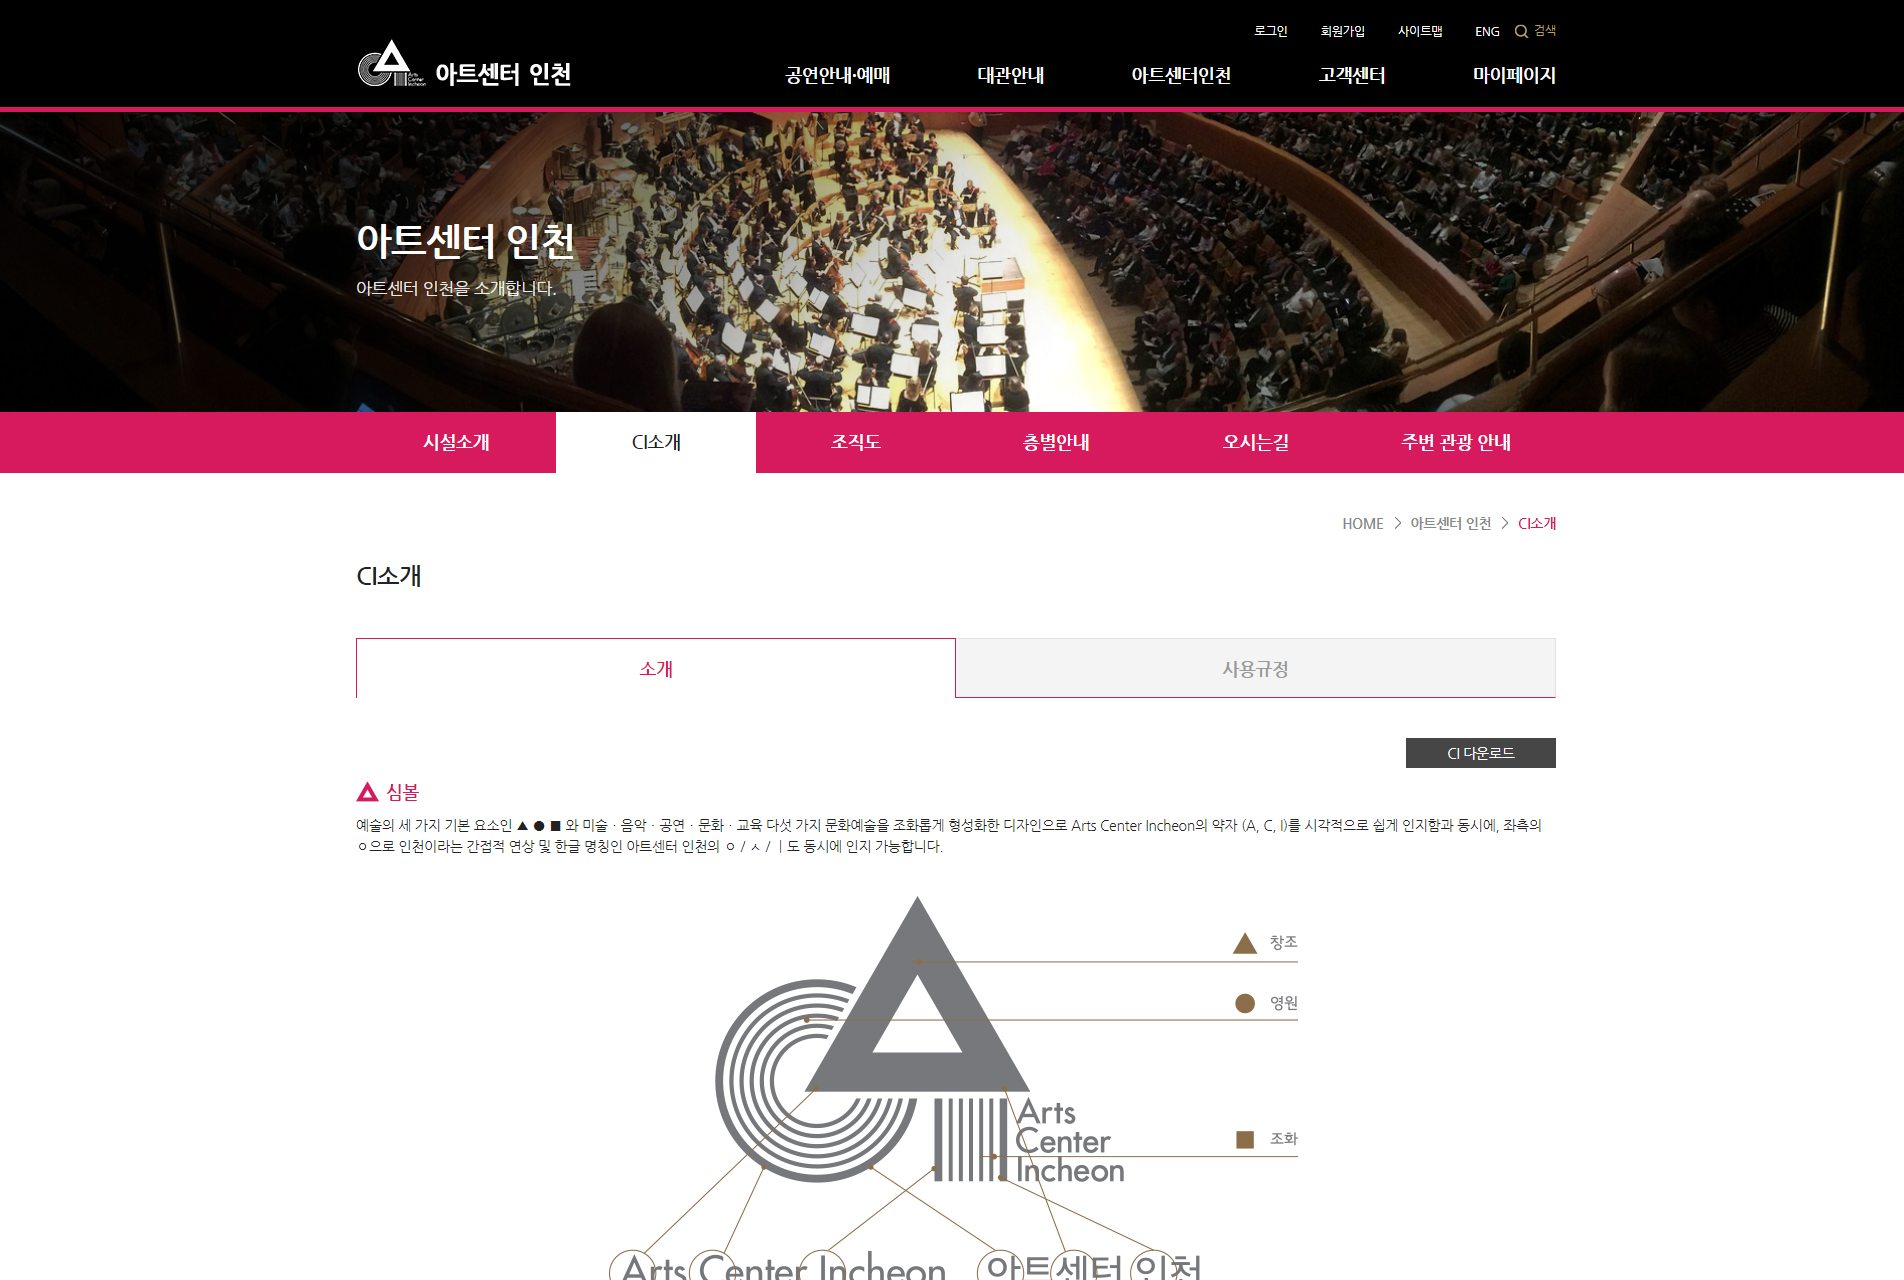 로그인 회원가입 사이트맵 ENG 검색
Arts
Center
Incheon
아트센터 인천
공연안내·예매 대관안내 아트센터인천 고객센터 마이페이지
아트센터 인천
아트센터 인천을 소개합니다.
시설소개 CI소개 조직도 층별안내 오시는길 주변 관광 안내
HOME > 아트센터 인천 > CI소개
CI소개
소개 사용규정
CI 다운로드
심볼
예술의 세 가지 기본 요소인 ▲ ● ■ 와 미술 · 음악 · 공연 · 문화 · 교육 다섯 가지 문화예술을 조화롭게 형성화한 디자인으로 Arts Center Incheon의 약자 (A, C, I)를 시각적으로 쉽게 인지함과 동시에, 좌측의
ㅇ으로 인천이라는 간접적 연상 및 한글 명칭인 아트센터 인천의 ㅇ / ㅅ / ㅣ도 동시에 인지 가능합니다.
창조
영원
Arts
Center
Incheon
조화
Arts Center Incheon 아트센터 인천